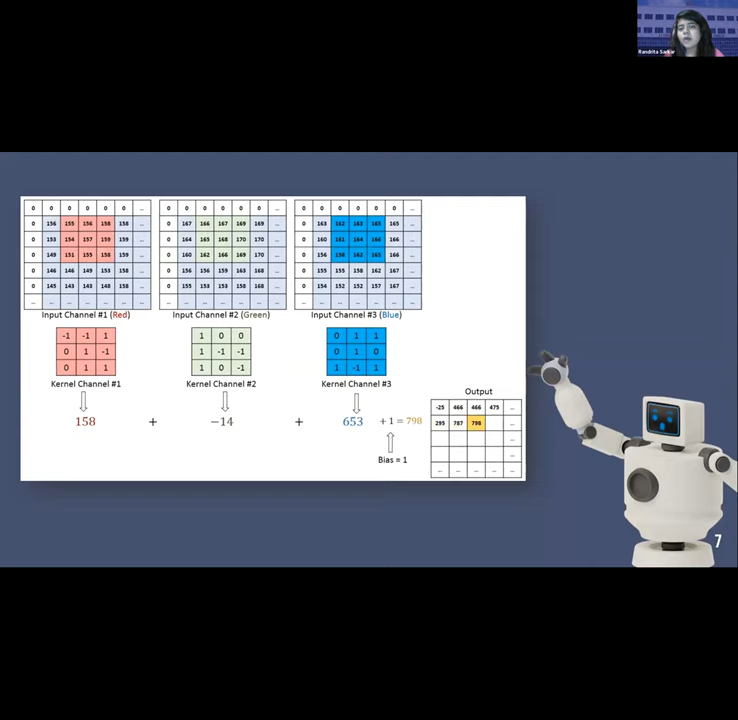 Randrita Sarkar
0 0 0 0 0 0 ...
0 156 155 156 158 158 ...
0 153 154 157 159 159 ...
0 149 151 155 158 159 ...
0 146 146 149 153 158 ...
0 145 143 143 148 158 ...
... ... ... ... ... ... ...
Input Channel #1 (Red)
0 0 0 0 0 0 ...
0 167 166 167 169 169 ...
0 164 165 168 170 170 ...
0 160 162 166 169 170 ...
0 156 156 159 163 168 ...
0 155 153 153 158 168 ...
... ... ... ... ... ... ...
Input Channel #2 (Green)
0 0 0 0 0 0 ...
0 163 162 163 165 165 ...
0 160 161 164 166 166 ...
0 156 158 162 165 166 ...
0 155 155 158 162 167 ...
0 154 152 152 157 167 ...
... ... ... ... ... ... ...
Input Channel #3 (Blue)
-1 -1 1
0 1 -1
0 1 1
Kernel Channel #1
1 0 0
1 -1 -1
1 0 -1
Kernel Channel #2
0 1 1
0 1 0
1 -1 1
Kernel Channel #3
158 + −14 + 653 + 1 = 798
Bias = 1
Output
-25 466 466 475 ...
295 787 798 ...
...
...
... ... ... ... ...
7